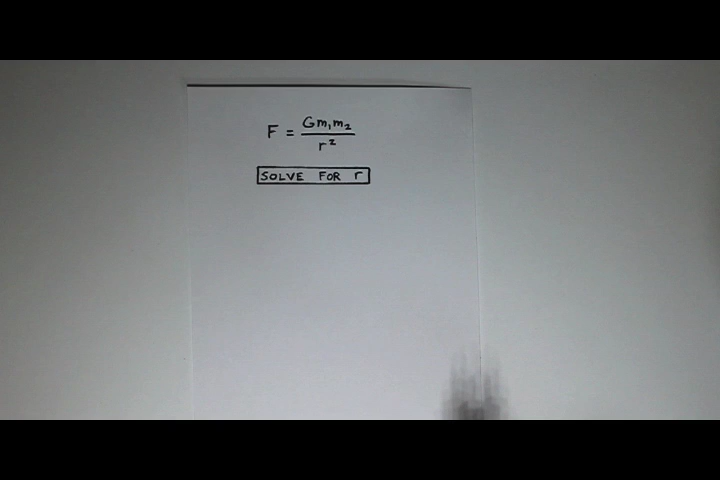 F = Gm₁m₂
r²
SOLVE FOR r